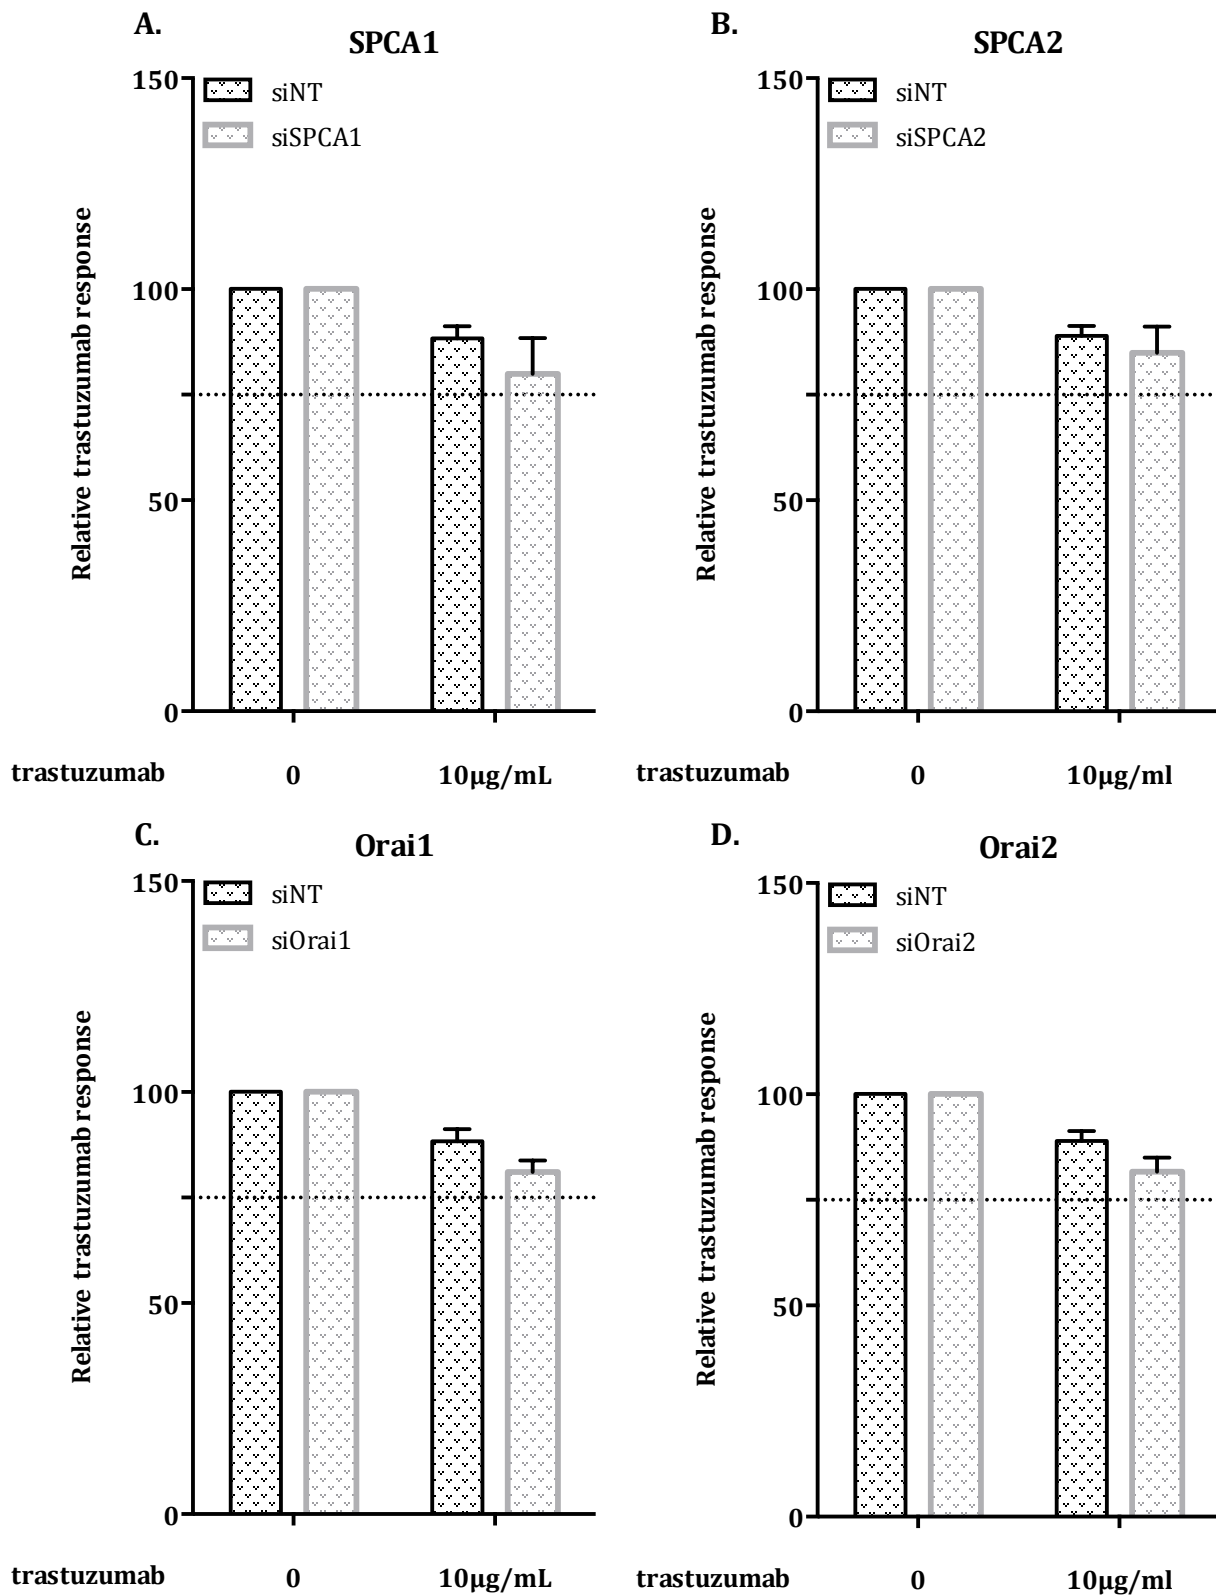 A.
SPCA1
150
siNT
siSPCA1
100
50
0
Relative trastuzumab response
trastuzumab 0 10µg/mL
B.
SPCA2
150
siNT
siSPCA2
100
50
0
Relative trastuzumab response
trastuzumab 0 10µg/ml
C.
Orai1
150
siNT
siOrai1
100
50
0
Relative trastuzumab response
trastuzumab 0 10µg/mL
D.
Orai2
150
siNT
siOrai2
100
50
0
Relative trastuzumab response
trastuzumab 0 10µg/ml